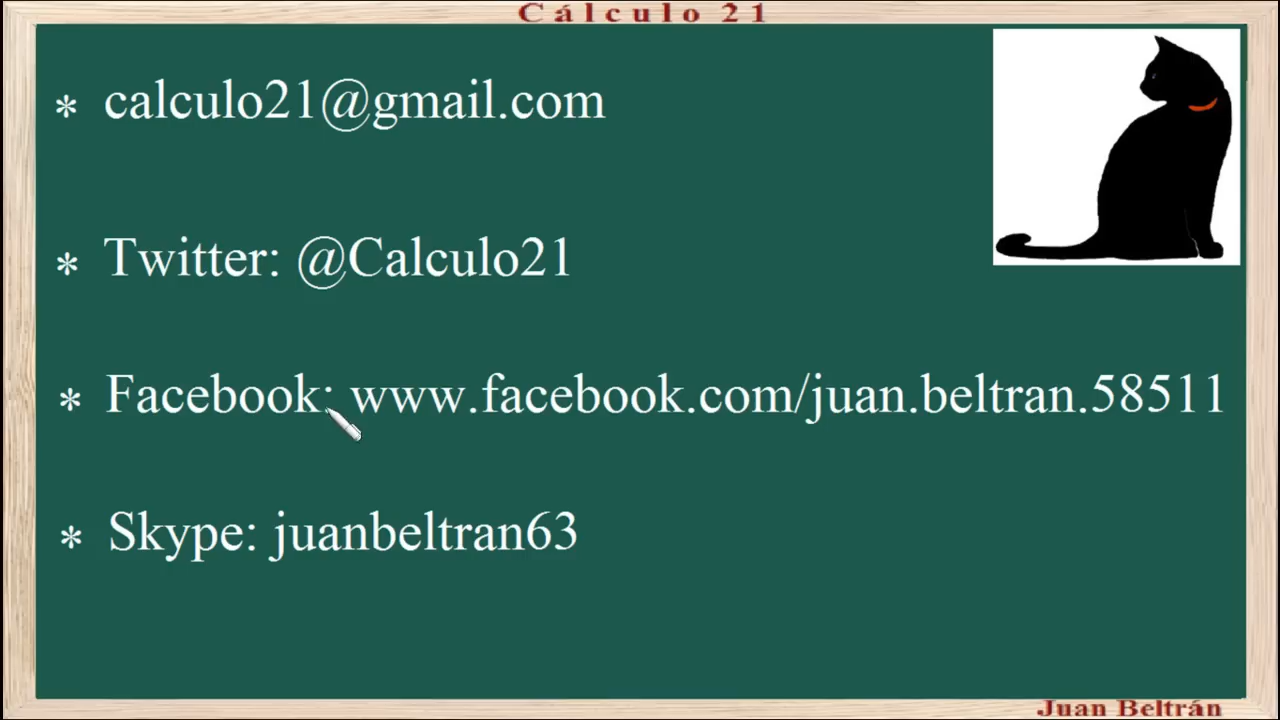 Cálculo 21
* calculo21@gmail.com
* Twitter: @Calculo21
* Facebook: www.facebook.com/juan.beltran.58511
* Skype: juanbeltran63
Juan Beltrán